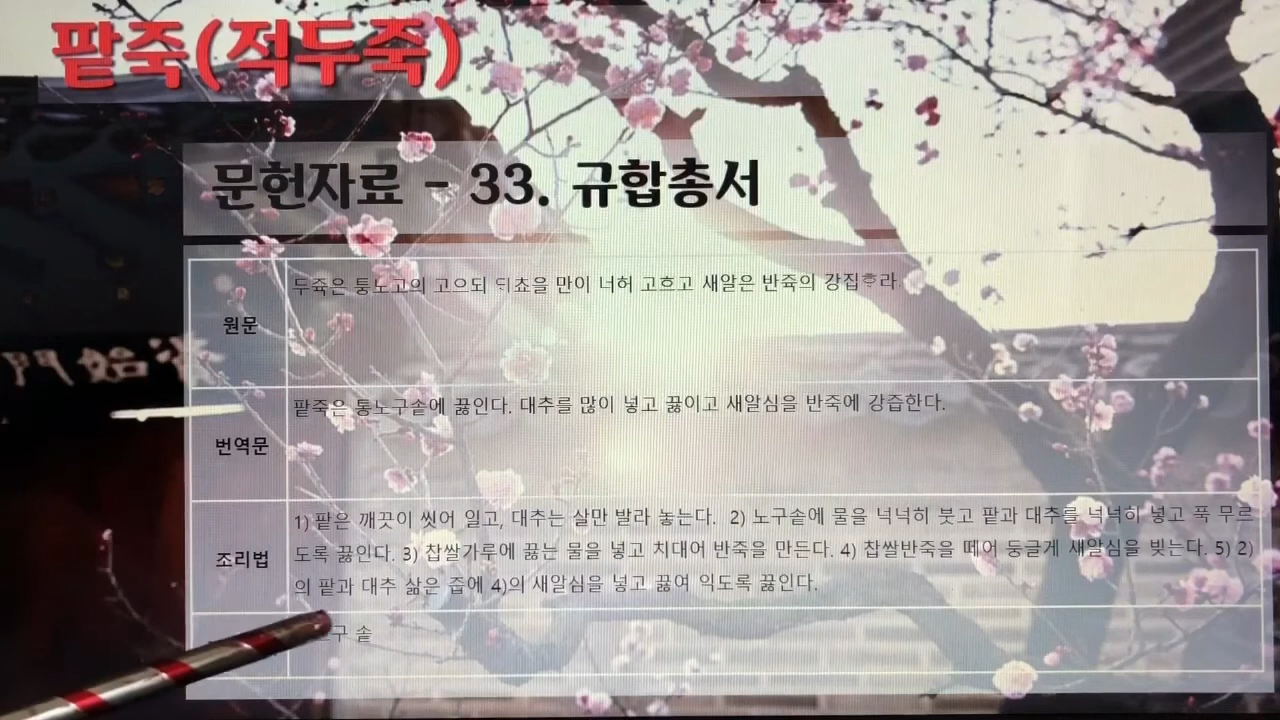 팥죽(적두죽)
문헌자료 - 33. 규합총서
원문
두쥭은 퉁노고의 고으되 듸쵸을 만이 너허 고흐고 새알은 반쥭의 강집ᄒᆞ라.
번역문
팥죽은 통노구솥에 끓인다. 대추를 많이 넣고 끓이고 새알심을 반죽에 강즙한다.
조리법
1) 팥은 깨끗이 씻어 일고, 대추는 살만 발라 놓는다. 2) 노구솥에 물을 넉넉히 붓고 팥과 대추를 넉넉히 넣고 푹 무르
도록 끓인다. 3) 찹쌀가루에 끓는 물을 넣고 치대어 반죽을 만든다. 4) 찹쌀반죽을 떼어 둥글게 새알심을 빚는다. 5) 2)
의 팥과 대추 삶은 즙에 4)의 새알심을 넣고 끓여 익도록 끓인다.
솥
門 始